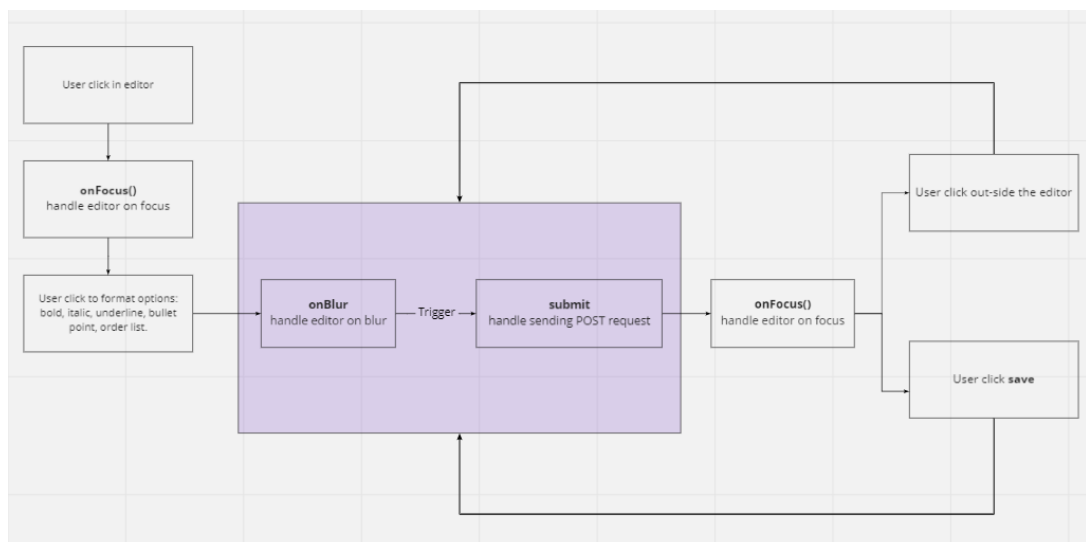 User click in editor
onFocus()
handle editor on focus
User click to format options:
bold, italic, underline, bullet
point, order list.
onBlur
handle editor on blur
Trigger
submit
handle sending POST request
onFocus()
handle editor on focus
User click out-side the editor
User click save